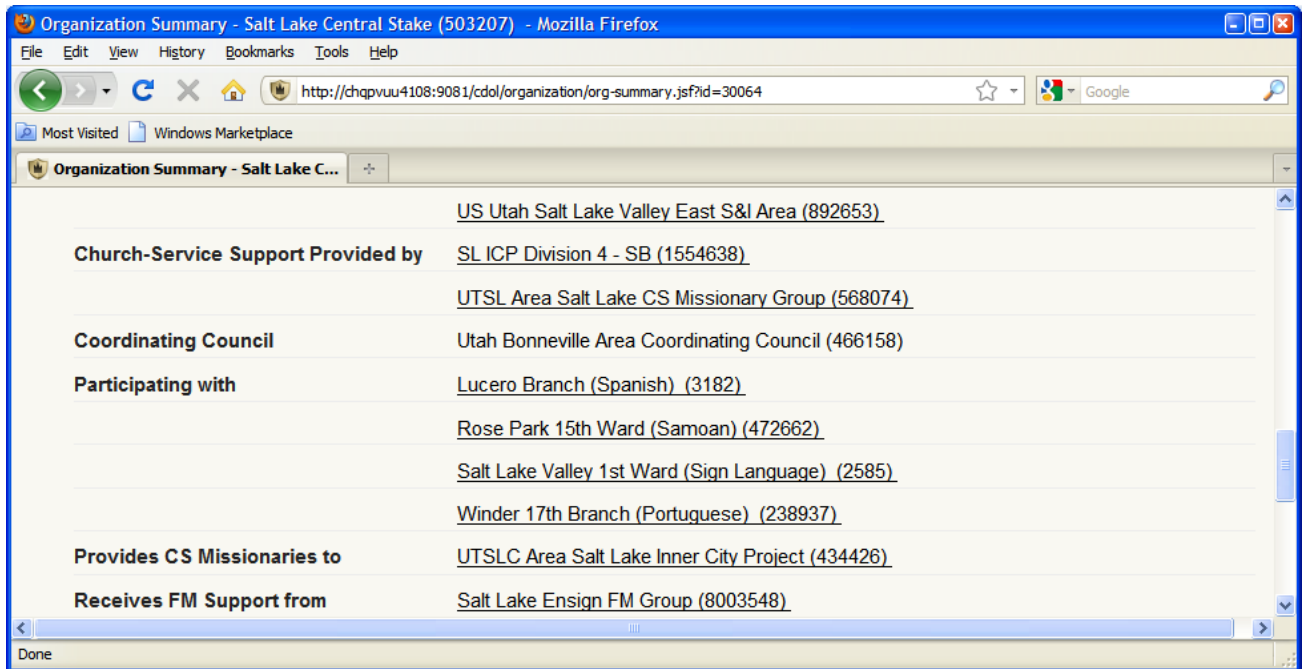 Organization Summary - Salt Lake Central Stake (503207) - Mozilla Firefox
File Edit View History Bookmarks Tools Help
http://chqpvuu4108:9081/cdol/organization/org-summary.jsf?id=30064 Google
Most Visited Windows Marketplace
Organization Summary - Salt Lake C...
US Utah Salt Lake Valley East S&I Area (892653)
Church-Service Support Provided by SL ICP Division 4 - SB (1554638)
UTSL Area Salt Lake CS Missionary Group (568074)
Coordinating Council Utah Bonneville Area Coordinating Council (466158)
Participating with Lucero Branch (Spanish) (3182)
Rose Park 15th Ward (Samoan) (472662)
Salt Lake Valley 1st Ward (Sign Language) (2585)
Winder 17th Branch (Portuguese) (238937)
Provides CS Missionaries to UTSLC Area Salt Lake Inner City Project (434426)
Receives FM Support from Salt Lake Ensign FM Group (8003548)
Done